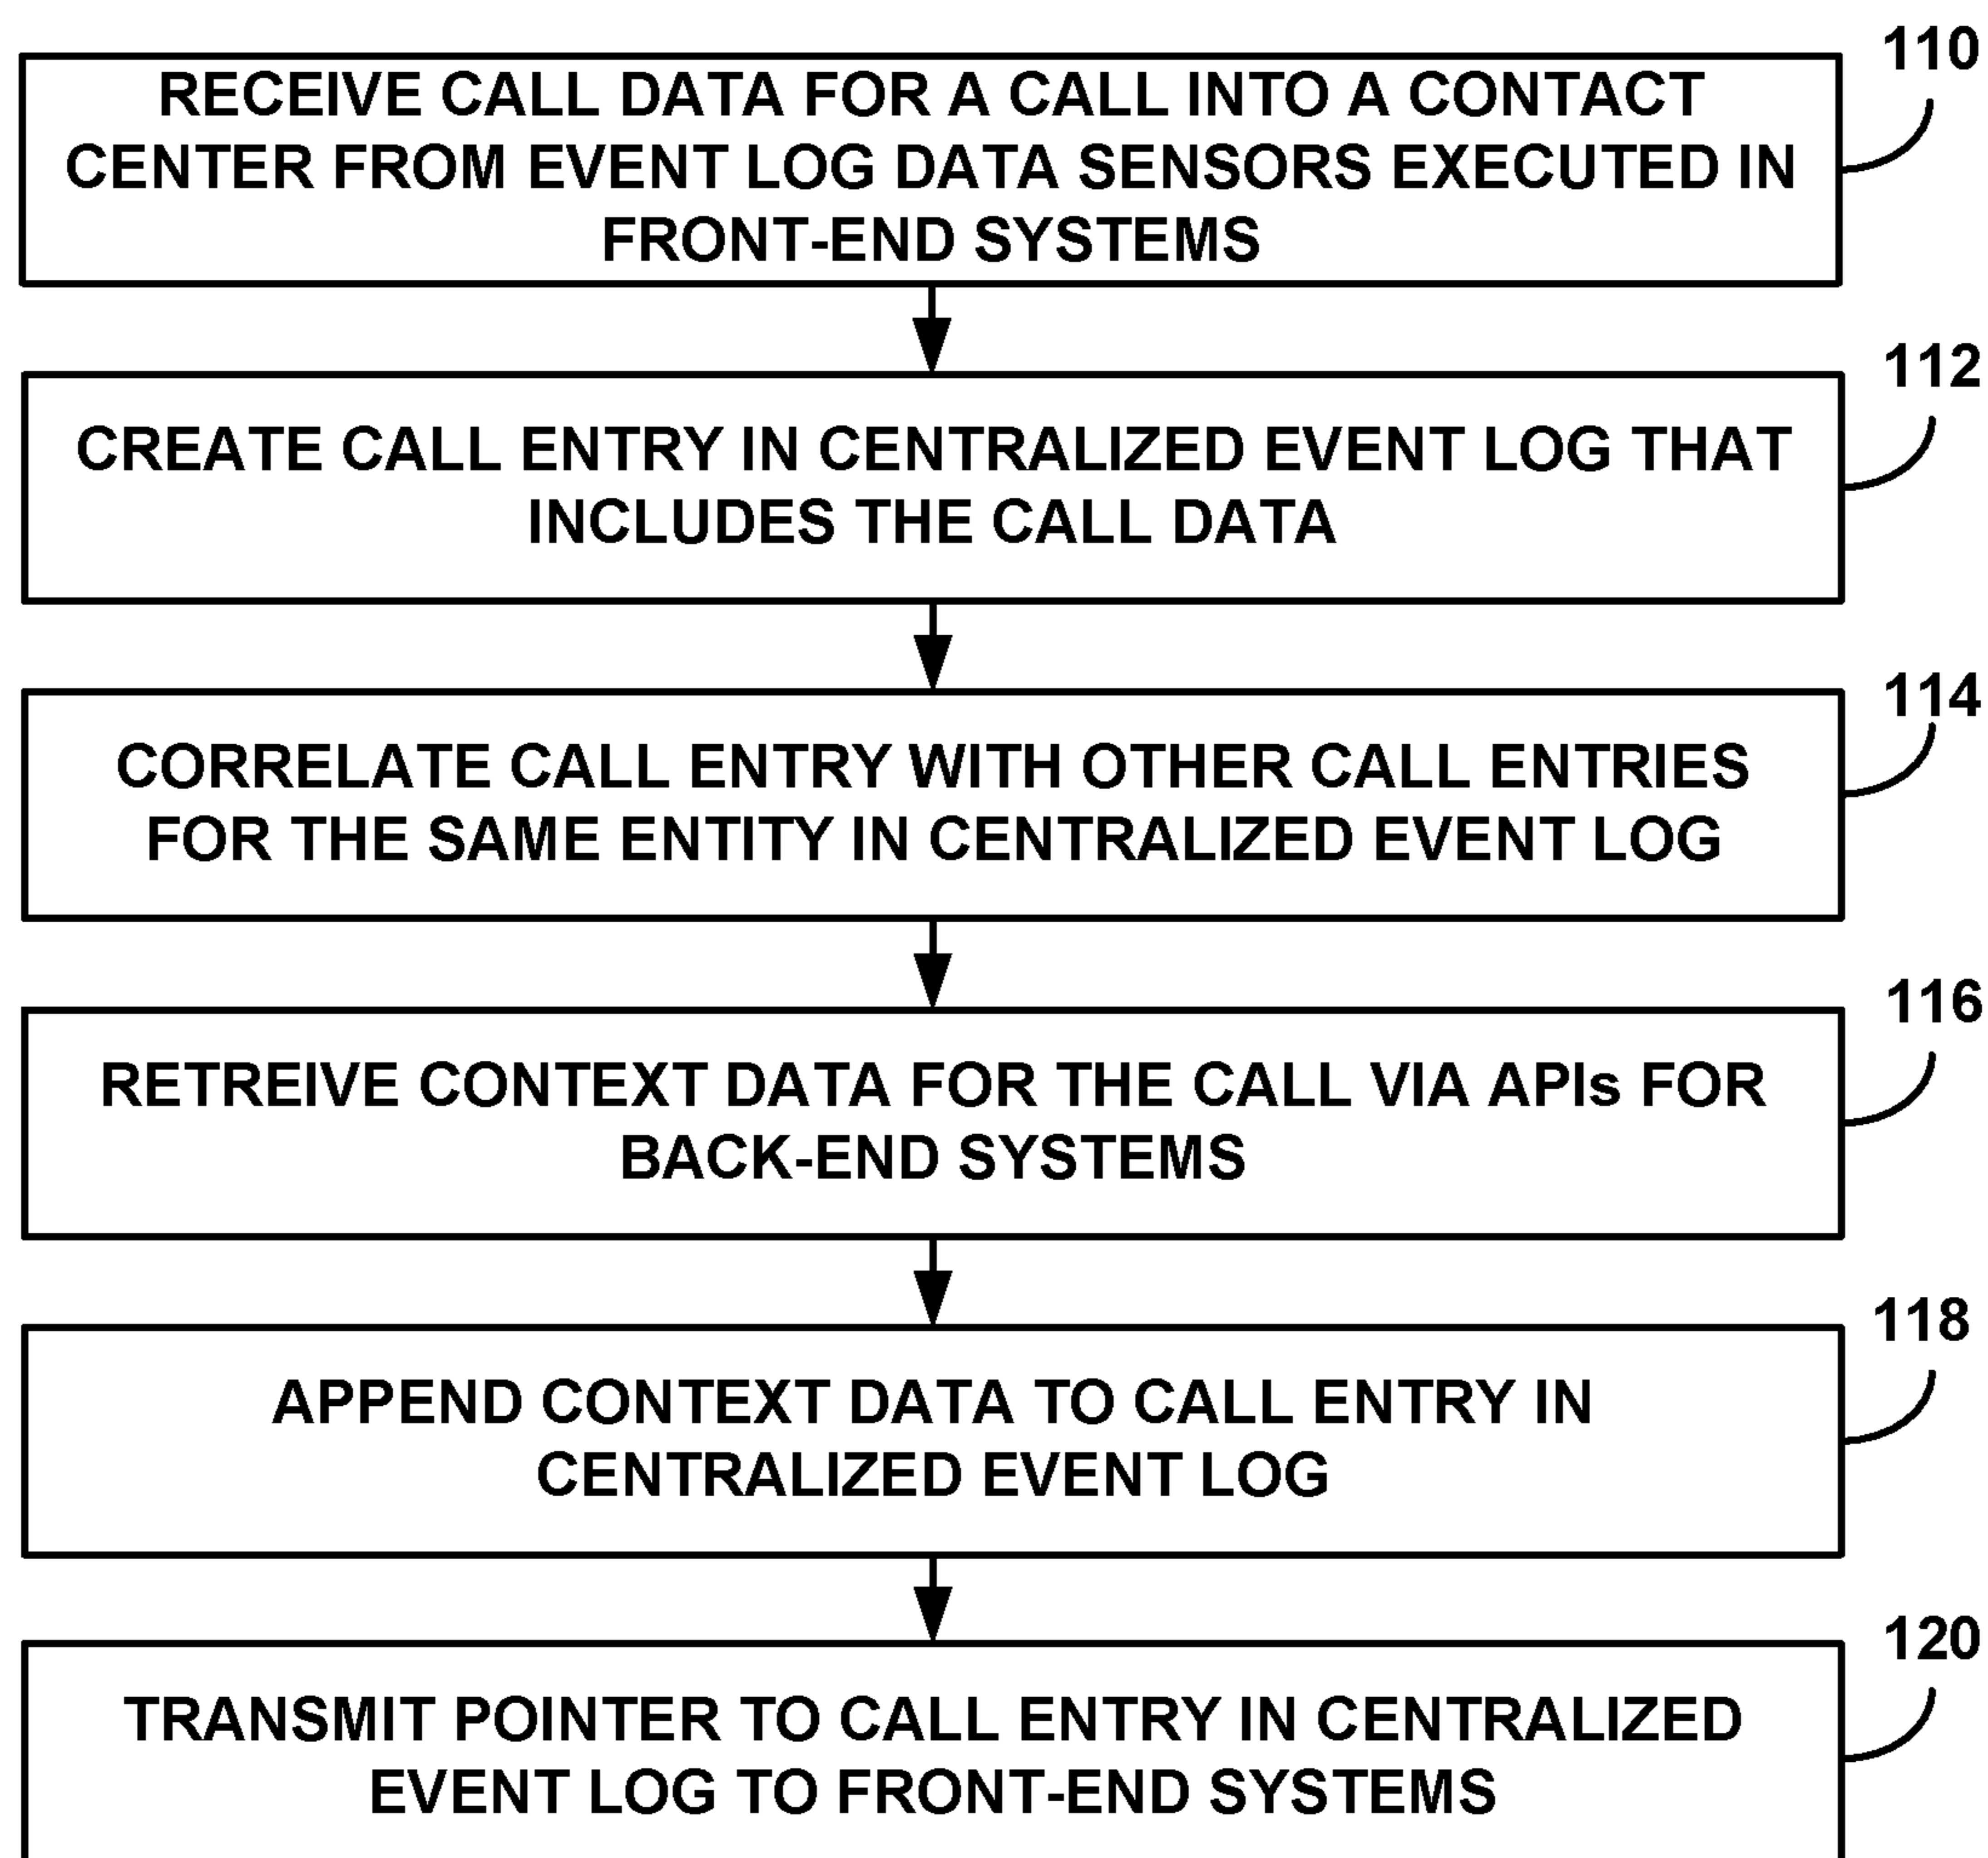 110
RECEIVE CALL DATA FOR A CALL INTO A CONTACT
CENTER FROM EVENT LOG DATA SENSORS EXECUTED IN
FRONT-END SYSTEMS
112
CREATE CALL ENTRY IN CENTRALIZED EVENT LOG THAT
INCLUDES THE CALL DATA
114
CORRELATE CALL ENTRY WITH OTHER CALL ENTRIES
FOR THE SAME ENTITY IN CENTRALIZED EVENT LOG
116
RETREIVE CONTEXT DATA FOR THE CALL VIA APIs FOR
BACK-END SYSTEMS
118
APPEND CONTEXT DATA TO CALL ENTRY IN
CENTRALIZED EVENT LOG
120
TRANSMIT POINTER TO CALL ENTRY IN CENTRALIZED
EVENT LOG TO FRONT-END SYSTEMS